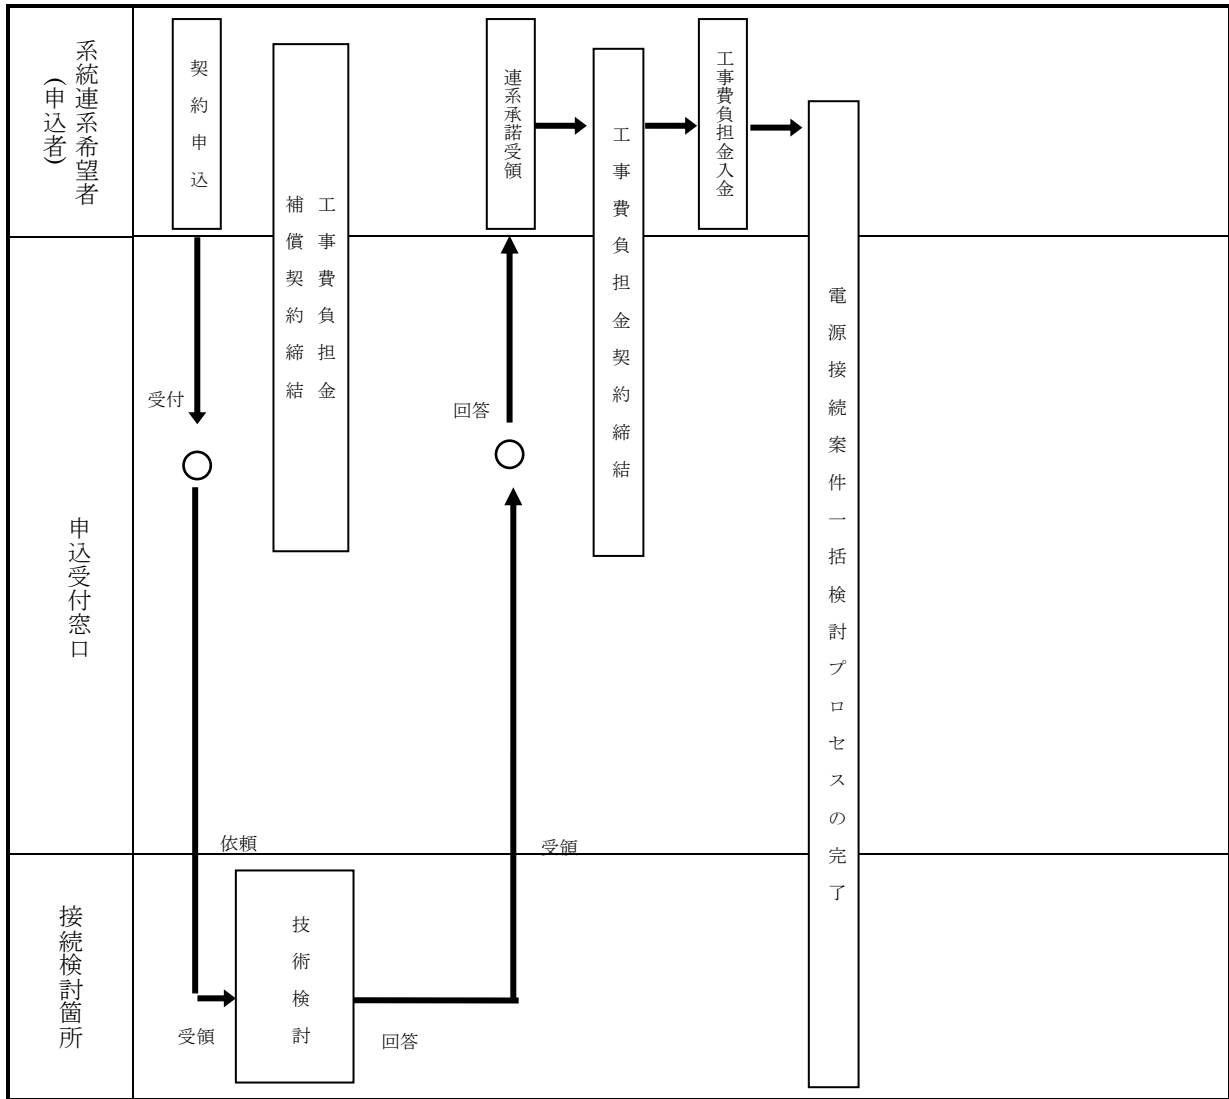 系統連系希望者
(申込者)
契約申込
工事費負担金
補償契約締結
連系承諾受領
工事費負担金契約締結
工事費負担金入金
電源接続案件一括検討プロセスの完了
申込受付窓口
受付
回答
依頼
受領
接続検討箇所
技術検討
受領
回答